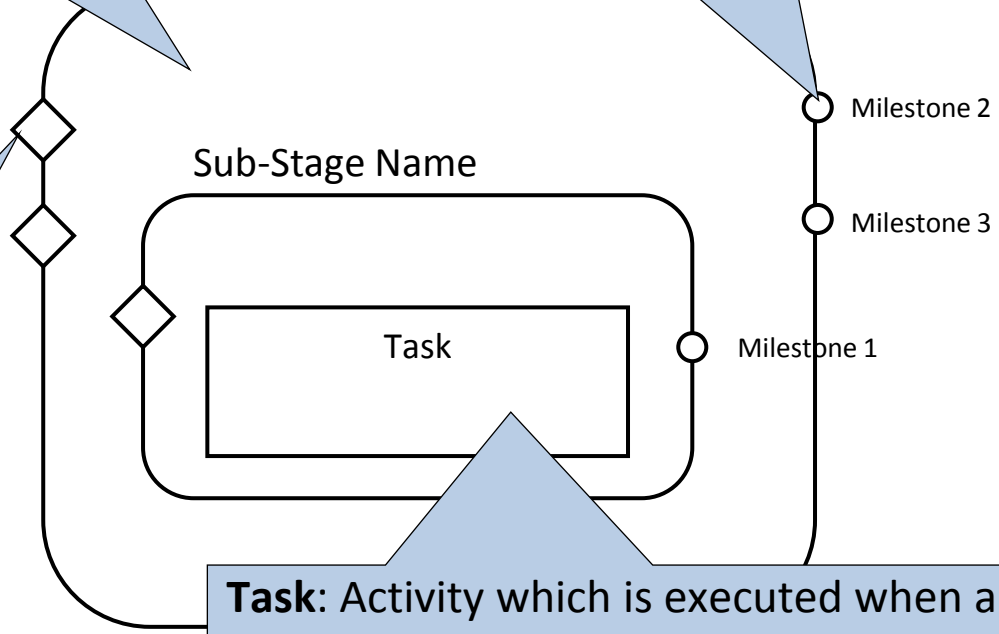 Milestone 2
Sub-Stage Name
Milestone 3
Task
Milestone 1
Task: Activity which is executed when a